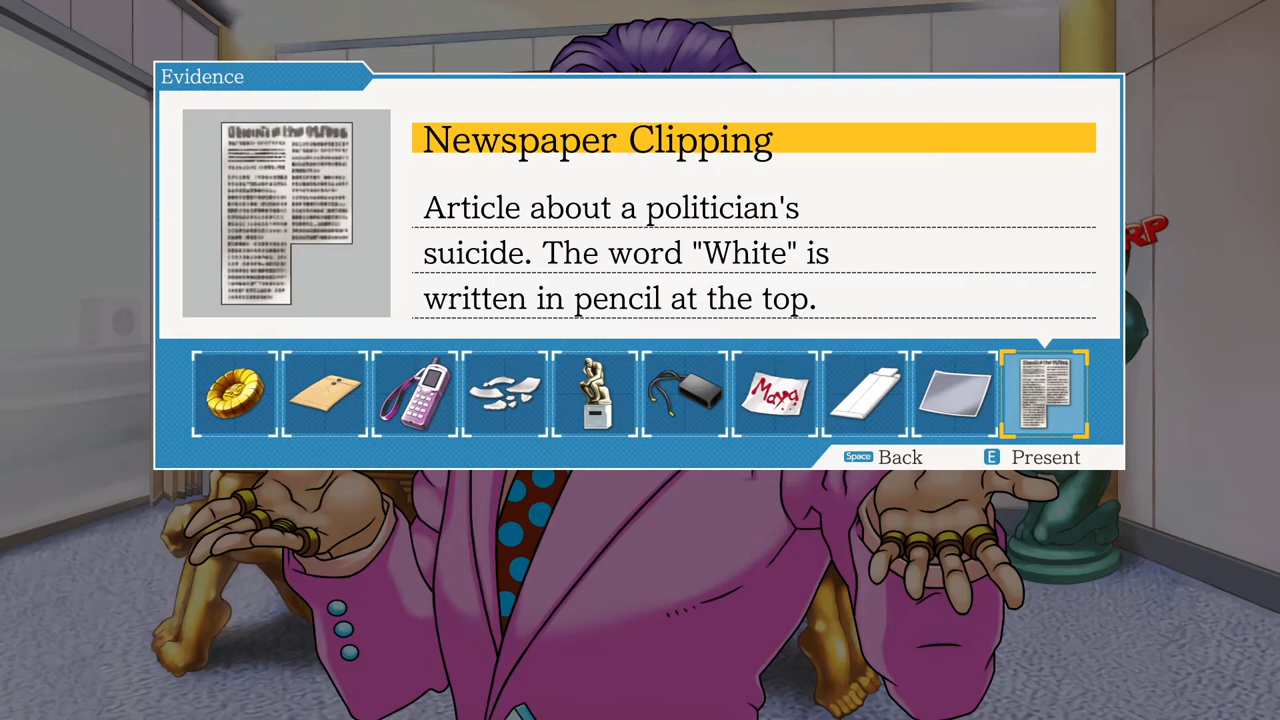 Evidence
Newspaper Clipping
Article about a politician's
suicide. The word "White" is
written in pencil at the top.
Maya
Space Back
E Present
RP